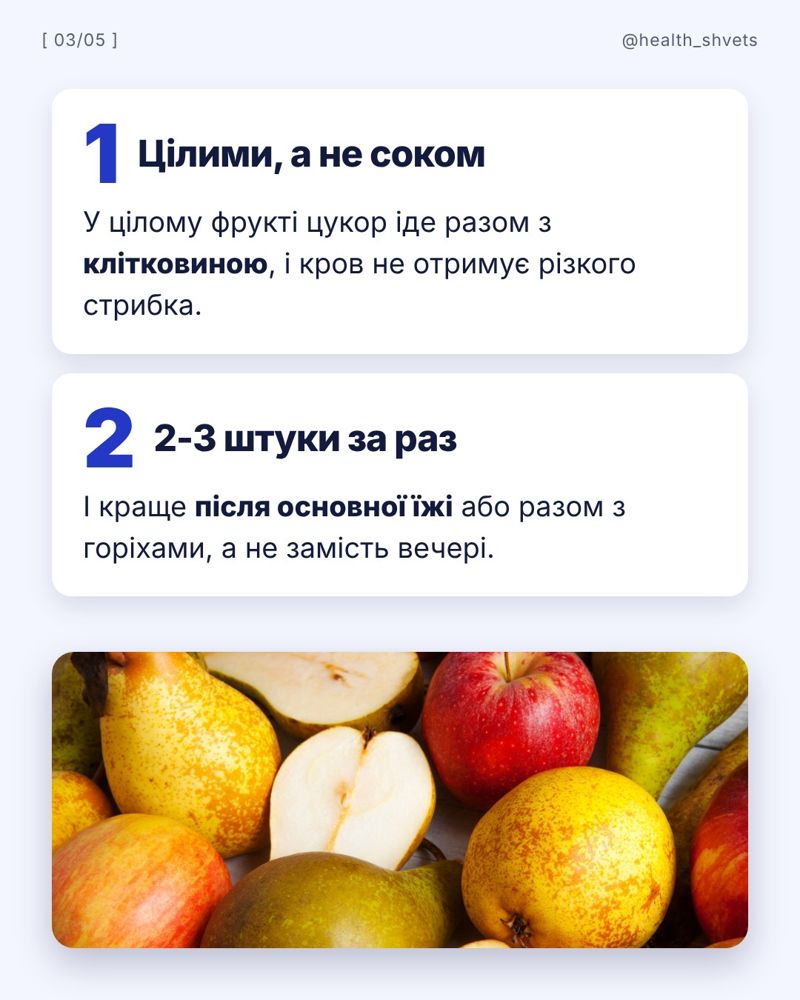 [ 03/05 ]
@health_shvets
1 Цілими, а не соком
У цілому фрукті цукор іде разом з
клітковиною, і кров не отримує різкого
стрибка.
2 2-3 штуки за раз
І краще після основної їжі або разом з
горіхами, а не замість вечері.